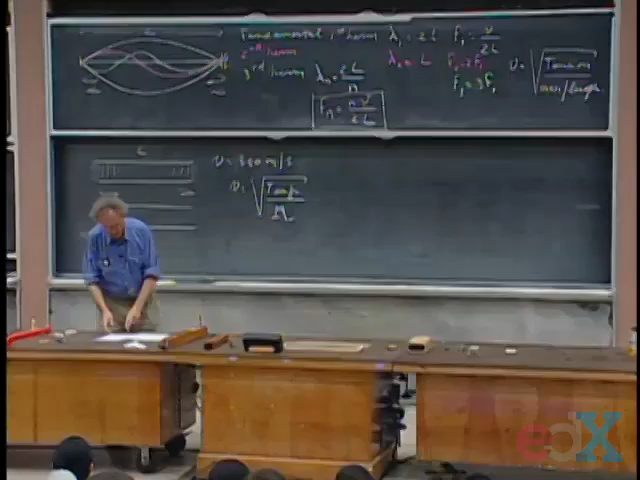 L
Fundamental 1st harm λ₁ = 2L F₁ = v/2L
2nd harm λ₂ = L F₂ = 2F₁
3rd harm λₙ = 2L/n F₃ = 3F₁
v = √(Tension / mass/length)
Fₙ = nv/2L
L
v = 340 m/s
v = √(Temp/M)
edX